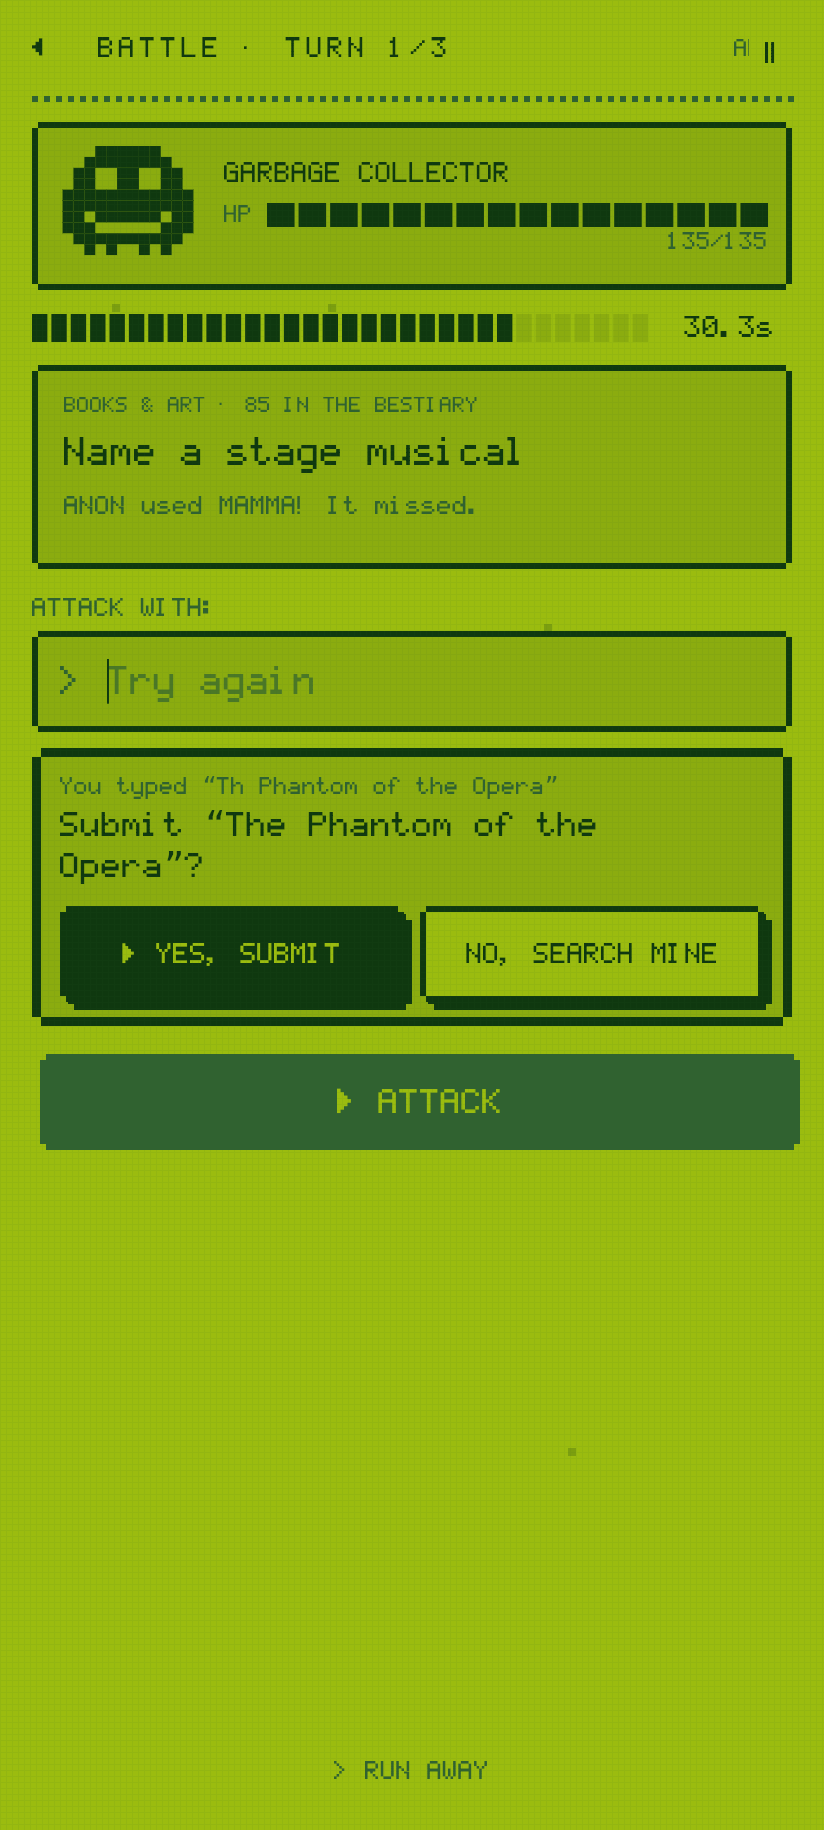 BATTLE · TURN 1/3
GARBAGE COLLECTOR
HP
135/135
30.3s
BOOKS & ART · 85 IN THE BESTIARY
Name a stage musical
ANON used MAMMA! It missed.
ATTACK WITH:
> Try again
You typed “Th Phantom of the Opera”
Submit “The Phantom of the
Opera”?
YES, SUBMIT
NO, SEARCH MINE
ATTACK
> RUN AWAY